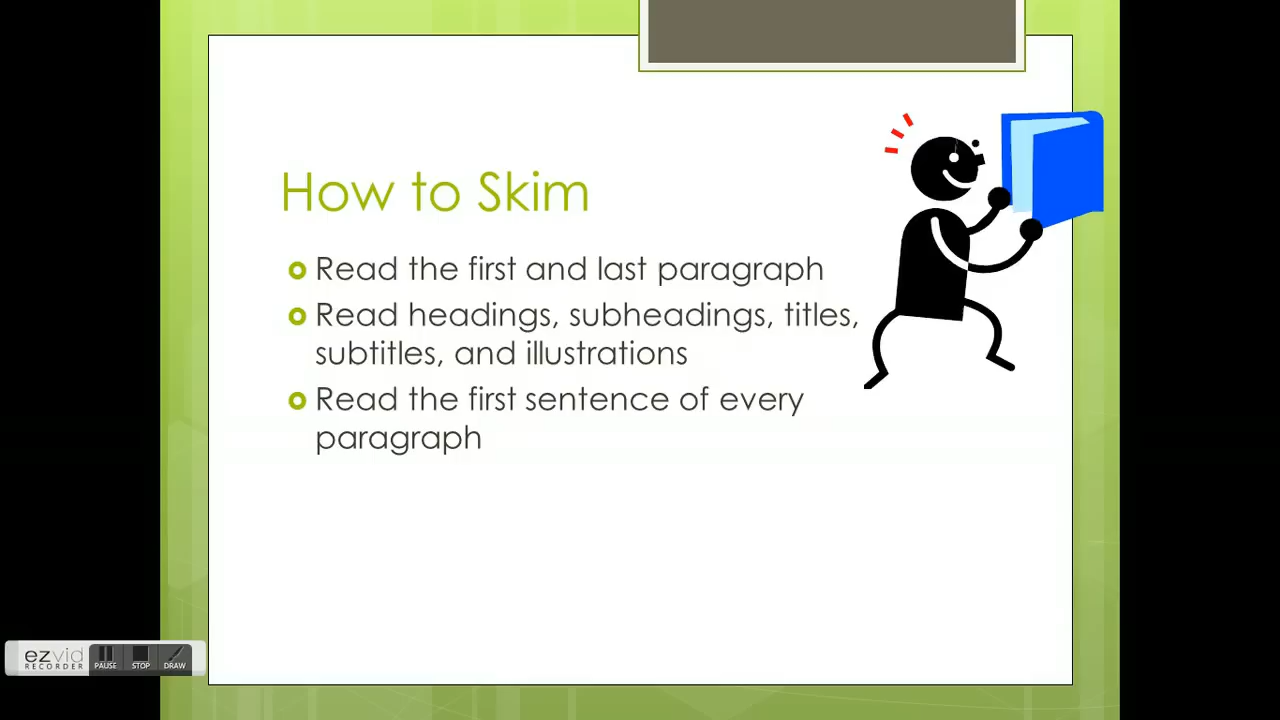 How to Skim
Read the first and last paragraph
Read headings, subheadings, titles,
subtitles, and illustrations
Read the first sentence of every
paragraph
ezvid
RECORDER
PAUSE STOP DRAW